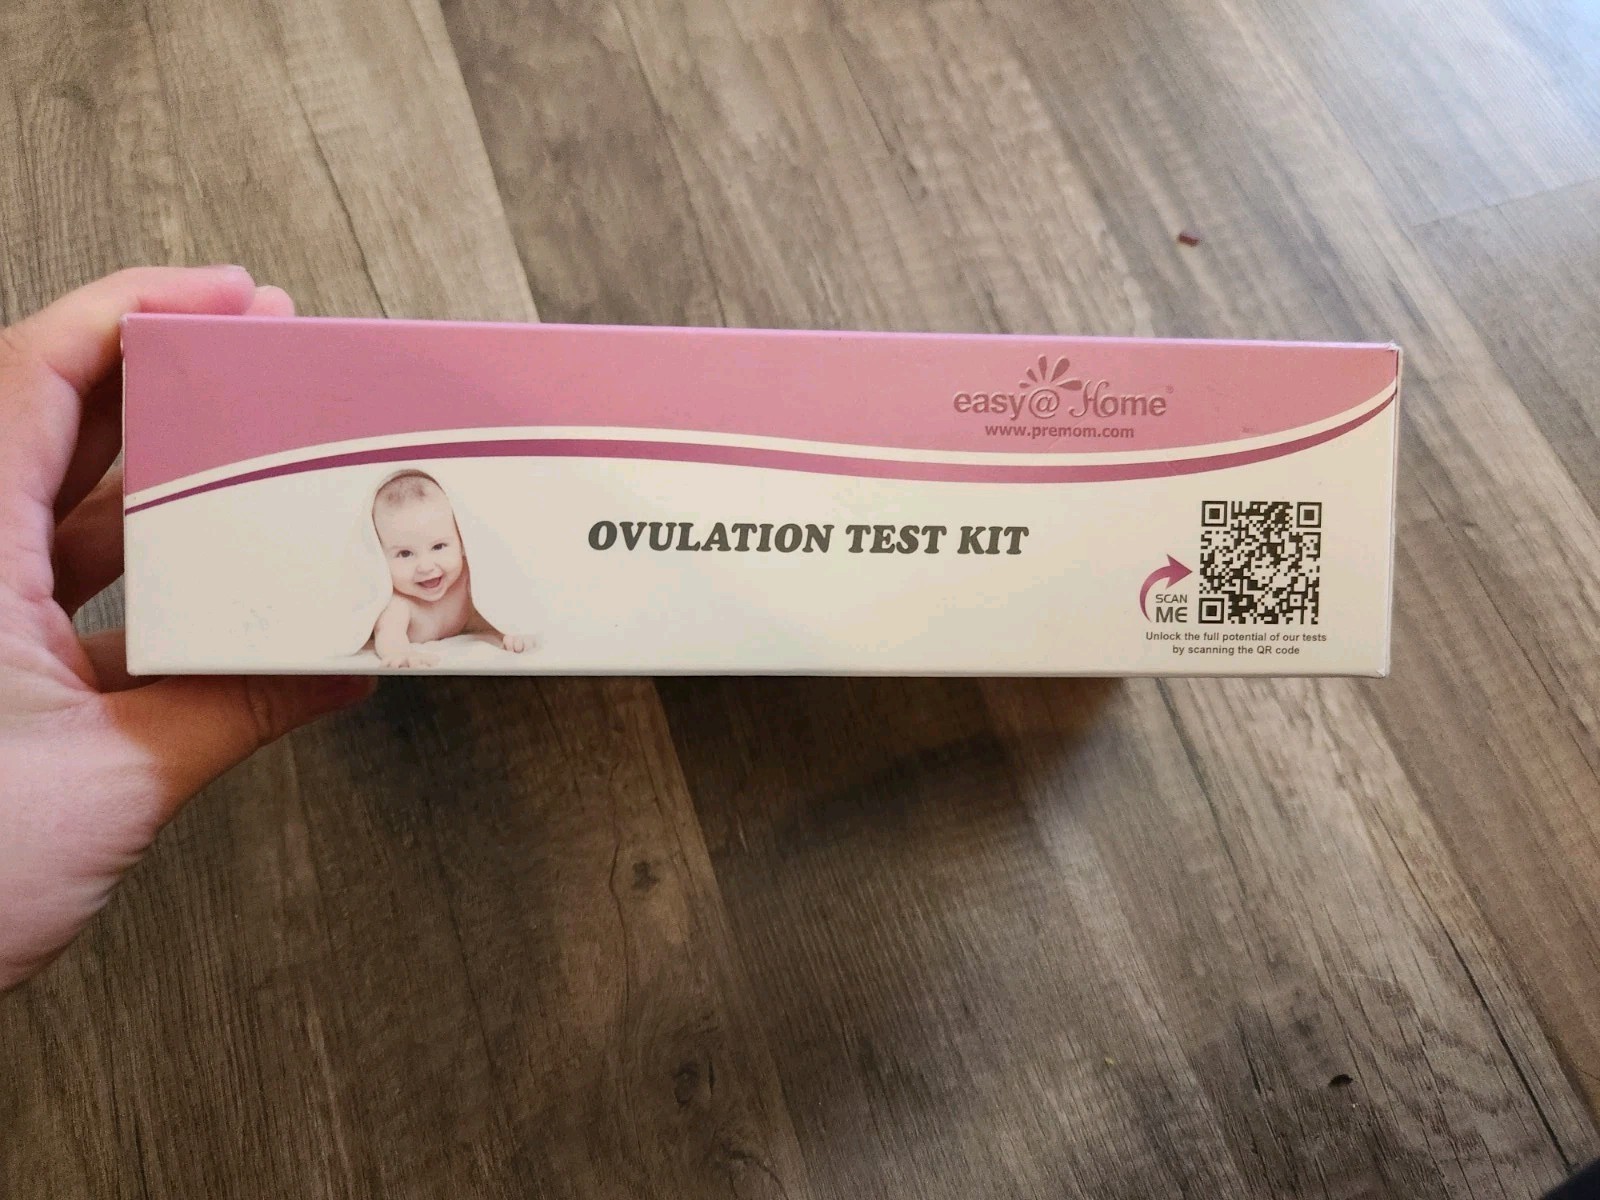 easy@Home®
www.premom.com
OVULATION TEST KIT
SCAN
ME
Unlock the full potential of our tests
by scanning the QR code